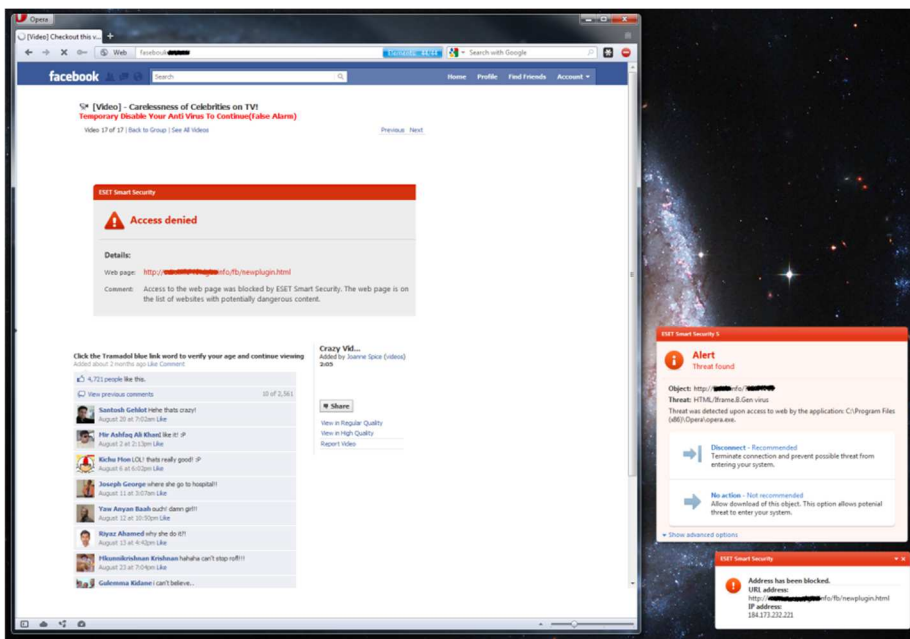 Opera
[Video] Checkout this v...
Web
Search with Google
facebook
Search
Home Profile Find Friends Account
[Video] - Carelessness of Celebrities on TV!
Temporary Disable Your Anti Virus To Continue(False Alarm)
Video 17 of 17 | Back to Group | See All Videos
Previous Next
ESET Smart Security
Access denied
Details:
Web page: http://info/fb/newplugin.html
Comment: Access to the web page was blocked by ESET Smart Security. The web page is on
the list of websites with potentially dangerous content.
Click the Tramadol blue link word to verify your age and continue viewing
Added about 2 months ago Like Comment
4,721 people like this.
View previous comments 10 of 2,561
Santosh Gehlot Hehe thats crazy!
August 20 at 7:02am Like
Mir Ashfaq Ali Khan I like it! :P
August 2 at 2:13pm Like
Kichu Mon LOL! thats really good! :P
August 6 at 6:02pm Like
Joseph George where she go to hospital!!
August 11 at 3:57am Like
Yaw Anyan Baah ouch! damn girl!!
August 12 at 10:50pm Like
Riyaz Ahamed why she do it?!
August 13 at 4:42pm Like
Mkunnikrishnan Krishnan hahaha can't stop rofl!!!
August 23 at 7:04pm Like
Gulemma Kidane I can't believe...
Crazy Vid...
Added by Joanne Spice (videos)
Share
View in Regular Quality
View in High Quality
Report Video
ESET Smart Security 5
Alert
Threat found
Object: http://info/
Threat: HTML/Iframe.B.Gen virus
Threat was detected upon access to web by the application: C:\Program Files
(x86)\Opera\opera.exe.
Disconnect - Recommended
Terminate connection and prevent possible threat from
entering your system.
No action - Not recommended
Allow download of this object. This option allows potenial
threat to enter your system.
Show advanced options
ESET Smart Security
Address has been blocked.
URL address:
http://info/fb/newplugin.html
IP address:
184.173.232.221